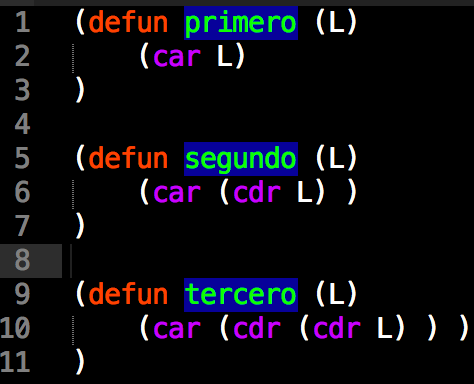 1 (defun primero (L)
2     (car L)
3 )
4
5 (defun segundo (L)
6     (car (cdr L) )
7 )
8
9 (defun tercero (L)
10     (car (cdr (cdr L) ) )
11 )